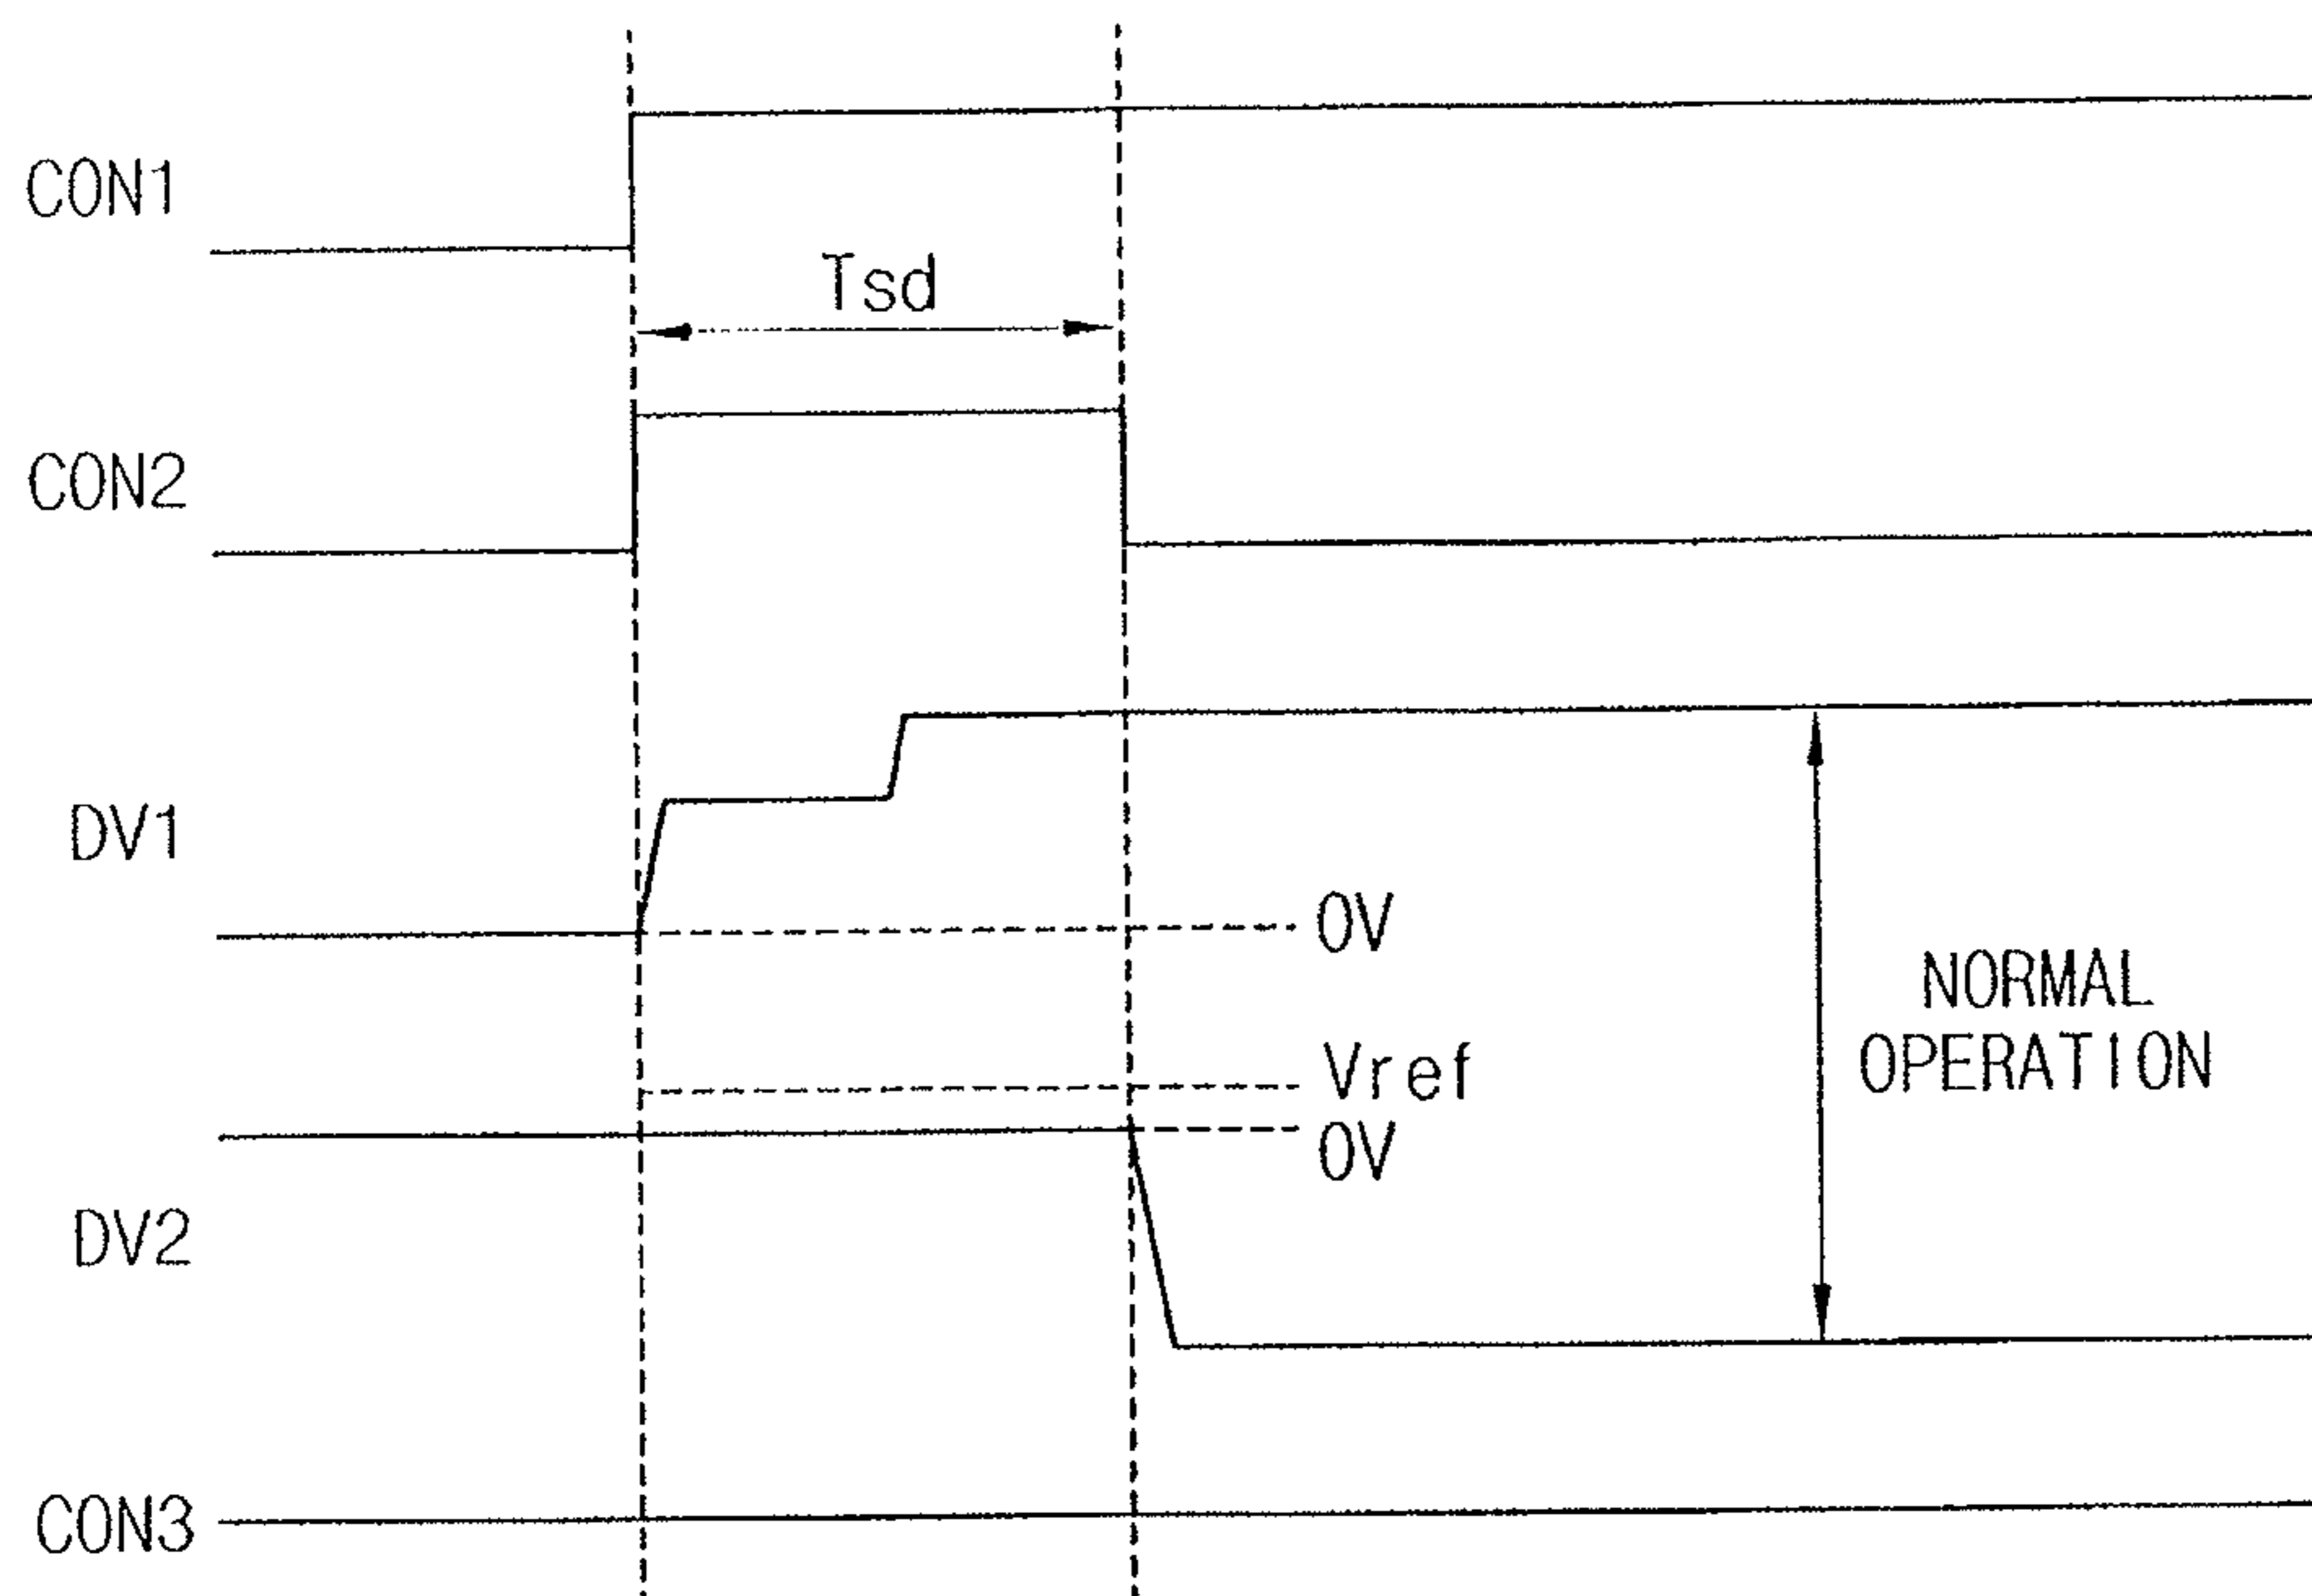 CON1
Tsd
CON2
DV1
0V
NORMAL
OPERATION
Vref
0V
DV2
CON3